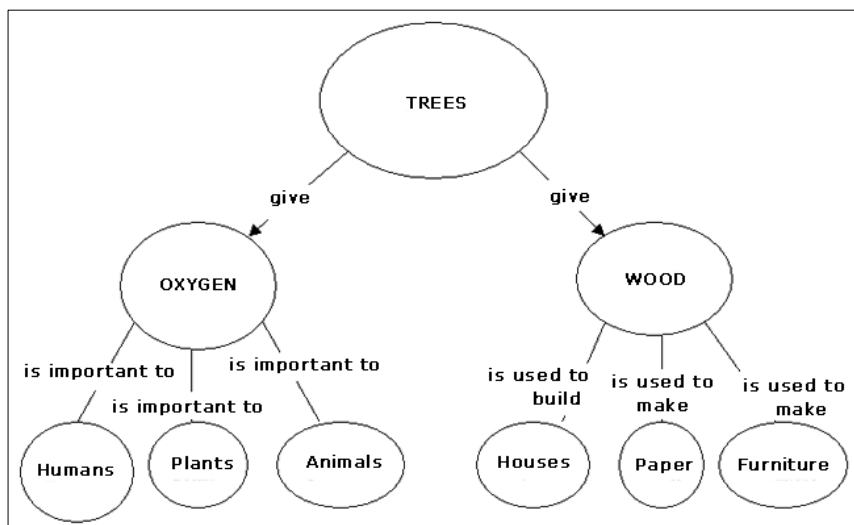 TREES
give
give
OXYGEN
WOOD
is important to
is important to
is important to
is used to
build
is used to
make
is used to
make
Humans
Plants
Animals
Houses
Paper
Furniture